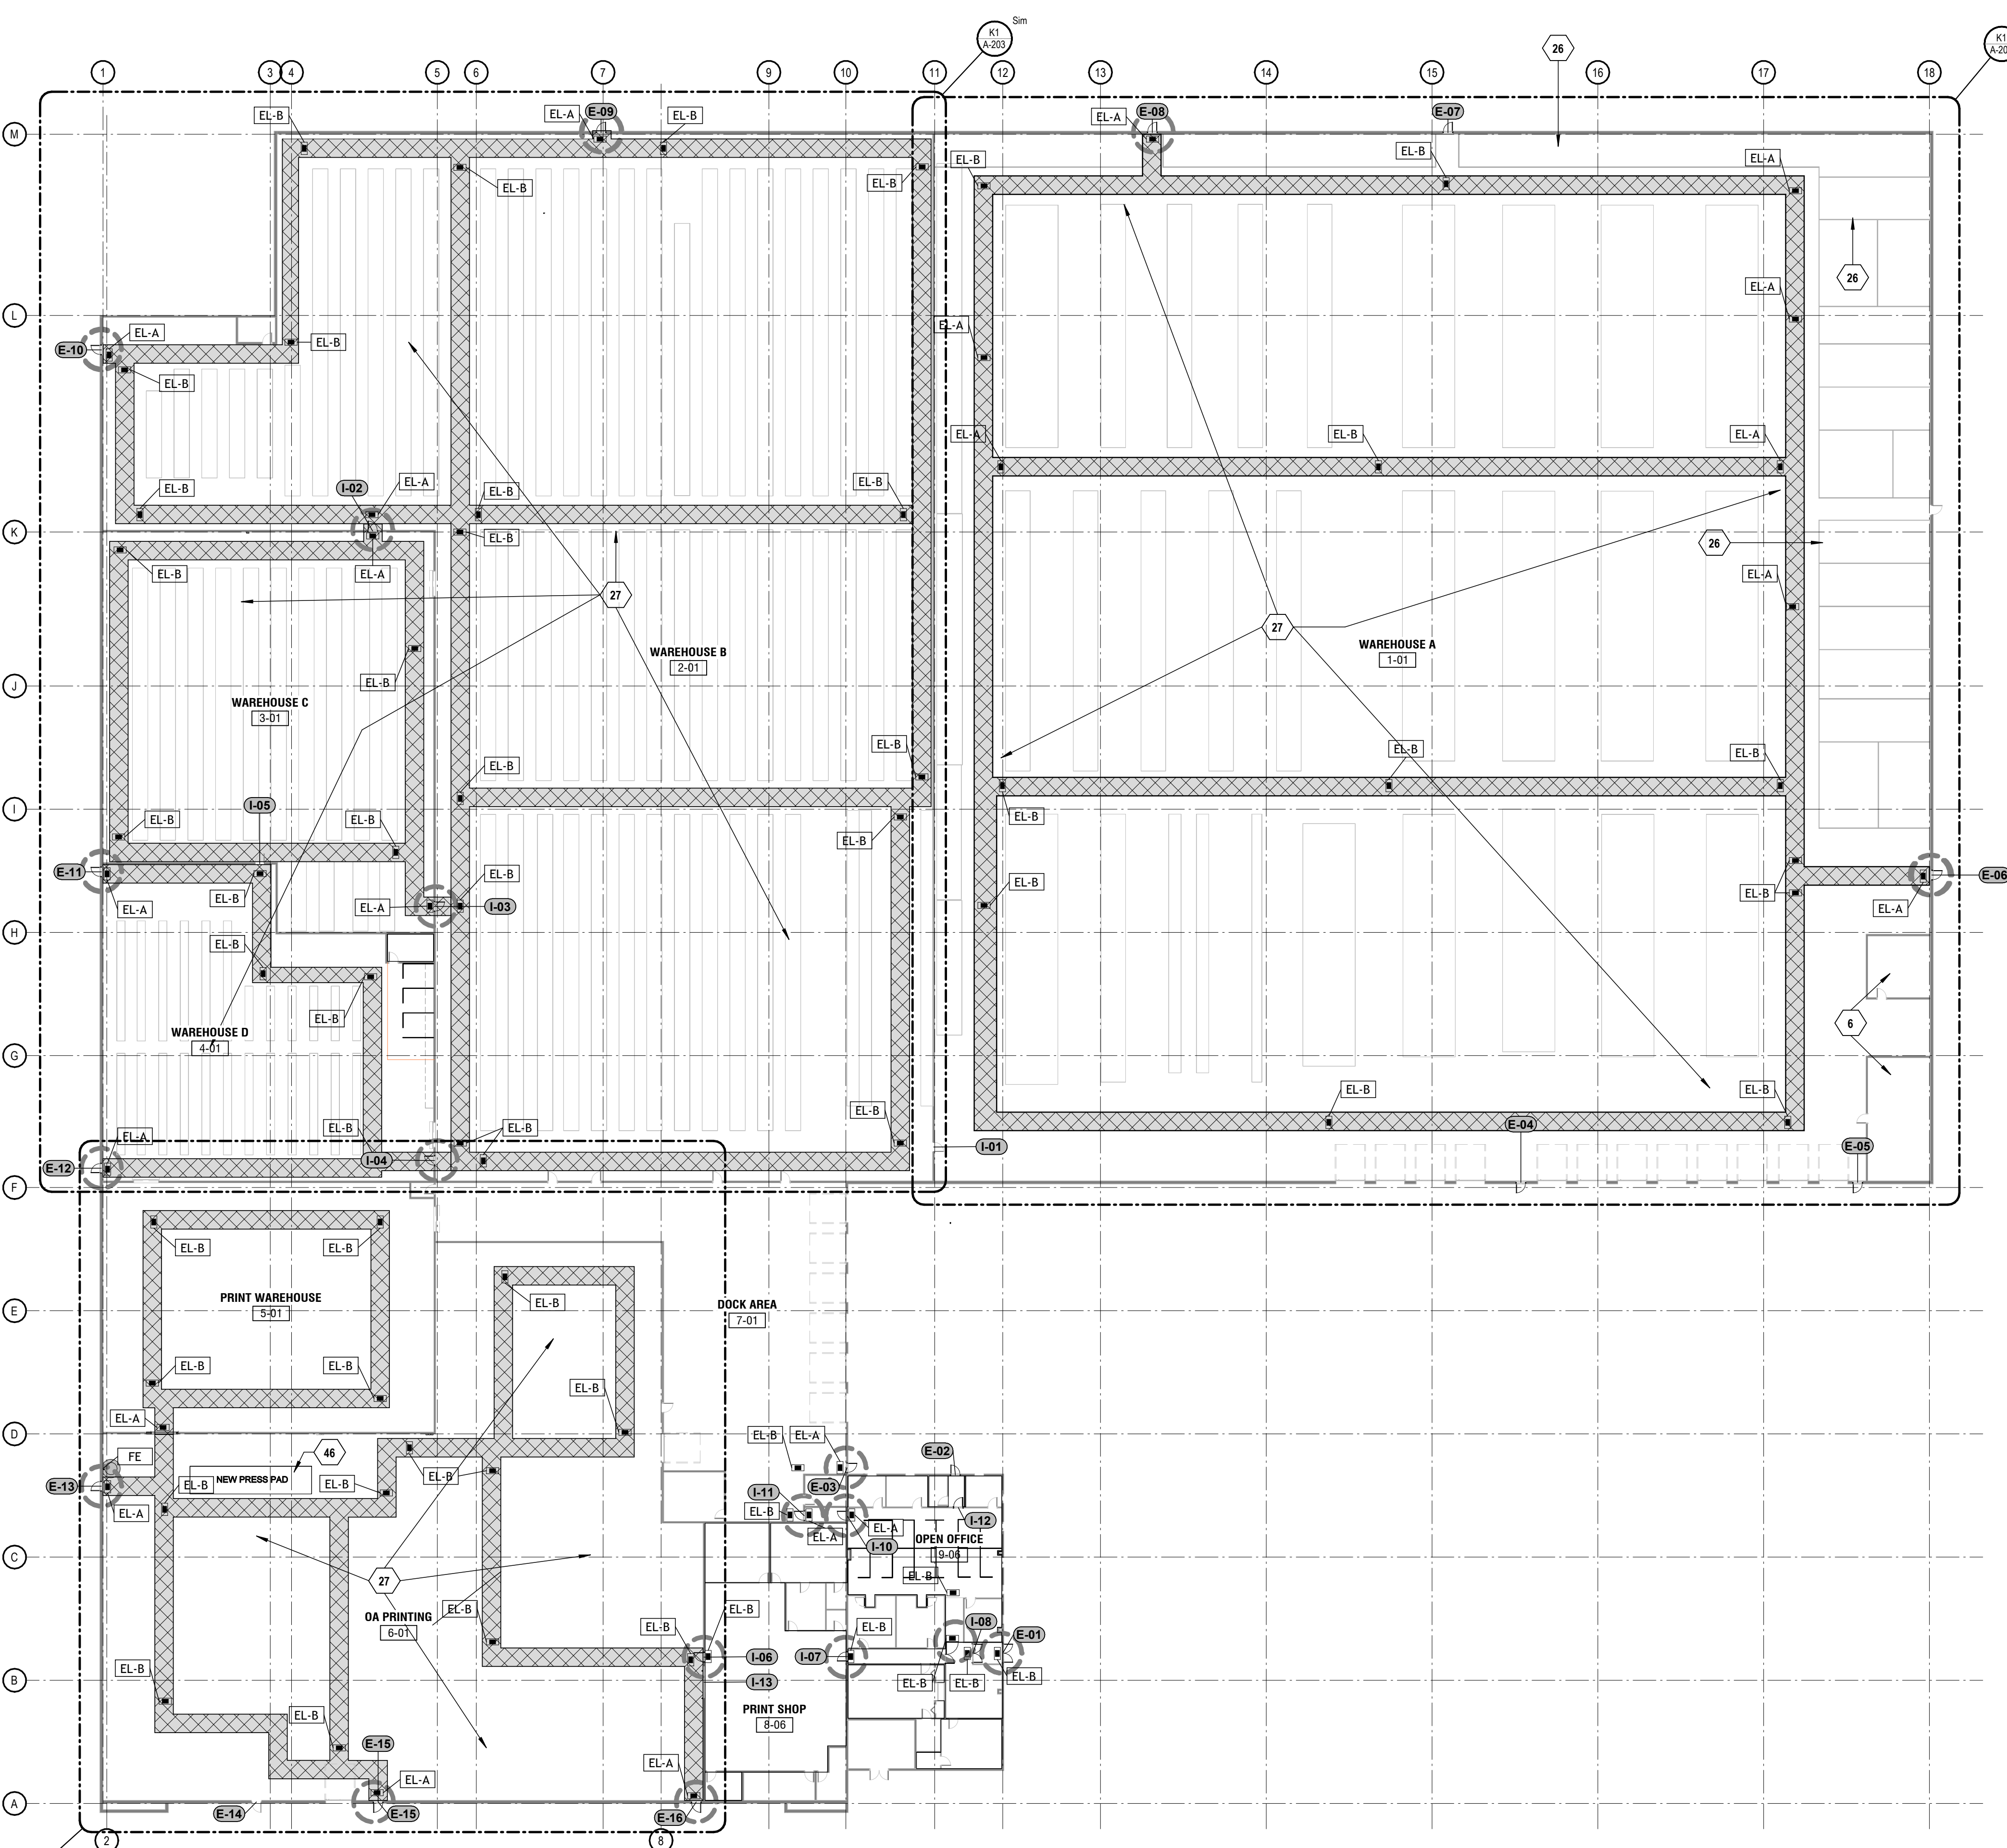 Sim
K1
A-203
K1
A-20
26
1
3
4
5
6
7
9
10
11
12
13
14
15
16
17
18
EL-B
EL-A
E-09
EL-B
EL-A
E-08
E-07
M
EL-B
EL-B
EL-B
EL-B
EL-A
26
EL-A
L
EL-A
E-10
EL-A
EL-B
EL-B
EL-A
EL-B
EL-A
I-02
EL-A
EL-B
EL-B
EL-B
K
EL-B
26
EL-B
EL-A
EL-A
27
27
WAREHOUSE B
2-01
WAREHOUSE A
1-01
J
EL-B
WAREHOUSE C
3-01
EL-B
EL-B
EL-B
EL-B
I-05
I
EL-B
EL-B
EL-B
EL-B
E-11
EL-B
EL-B
E-06
EL-B
EL-B
EL-A
EL-A
I-03
EL-A
H
EL-B
6
EL-B
WAREHOUSE D
4-01
G
EL-B
EL-B
EL-B
EL-B
EL-B
E-04
EL-A
I-04
I-01
E-05
E-12
F
EL-B
EL-B
PRINT WAREHOUSE
5-01
EL-B
DOCK AREA
7-01
E
EL-B
EL-B
EL-B
EL-A
D
EL-B
EL-A
E-02
FE
46
NEW PRESS PAD
EL-B
EL-B
EL-B
E-13
E-03
I-11
EL-A
EL-B
EL-A
EL-A
I-12
OPEN OFFICE
9-06
I-10
C
27
EL-B
OA PRINTING
6-01
EL-B
EL-B
EL-B
EL-B
I-08
E-01
I-06
I-07
EL-B
EL-B
EL-B
EL-B
B
I-13
PRINT SHOP
8-06
EL-B
E-15
EL-A
EL-A
A
E-14
E-15
E-16
2
8